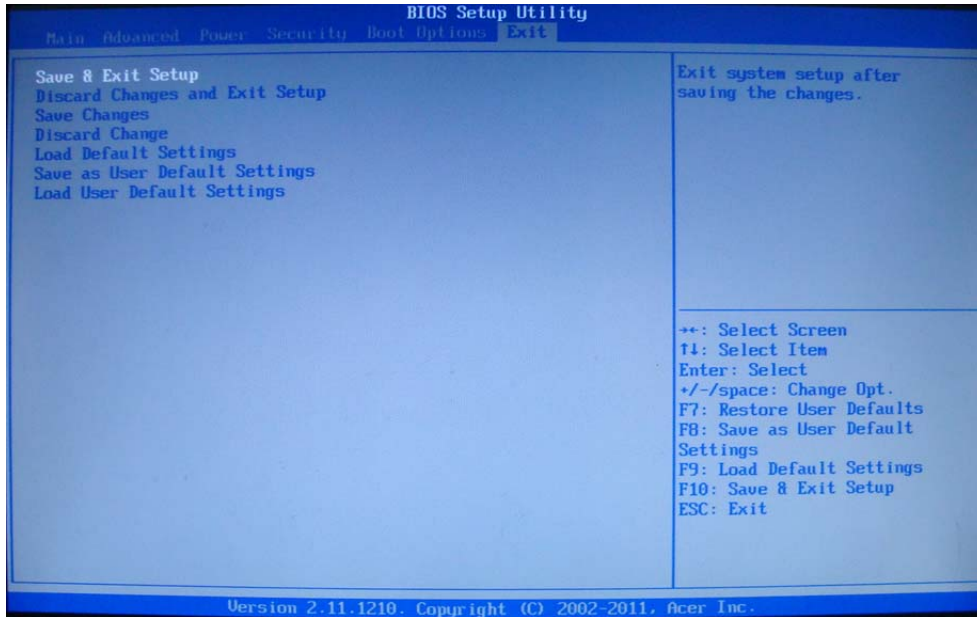 BIOS Setup Utility
Main Advanced Power Security Boot Options Exit
Save & Exit Setup
Discard Changes and Exit Setup
Save Changes
Discard Change
Load Default Settings
Save as User Default Settings
Load User Default Settings
Exit system setup after
saving the changes.
→←: Select Screen
↑↓: Select Item
Enter: Select
+/-/space: Change Opt.
F7: Restore User Defaults
F8: Save as User Default
Settings
F9: Load Default Settings
F10: Save & Exit Setup
ESC: Exit
Version 2.11.1210. Copyright (C) 2002-2011, Acer Inc.